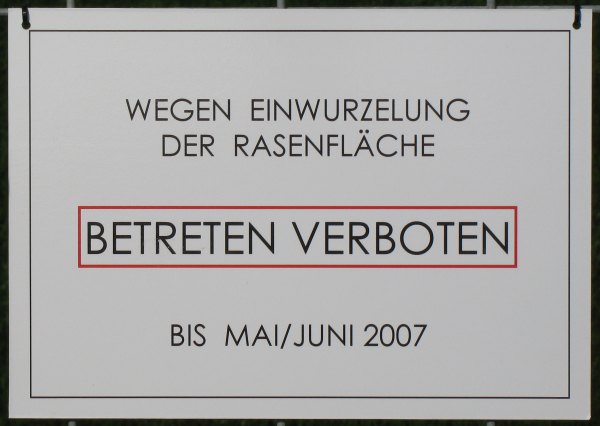 WEGEN EINWURZELUNG
DER RASENFLÄCHE
BETRETEN VERBOTEN
BIS MAI/JUNI 2007